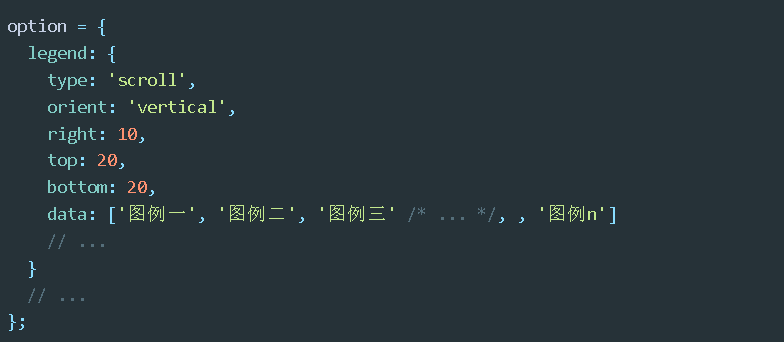 option = {
  legend: {
    type: 'scroll',
    orient: 'vertical',
    right: 10,
    top: 20,
    bottom: 20,
    data: ['图例一', '图例二', '图例三' /* ... */, , '图例n']
    // ...
  }
  // ...
};